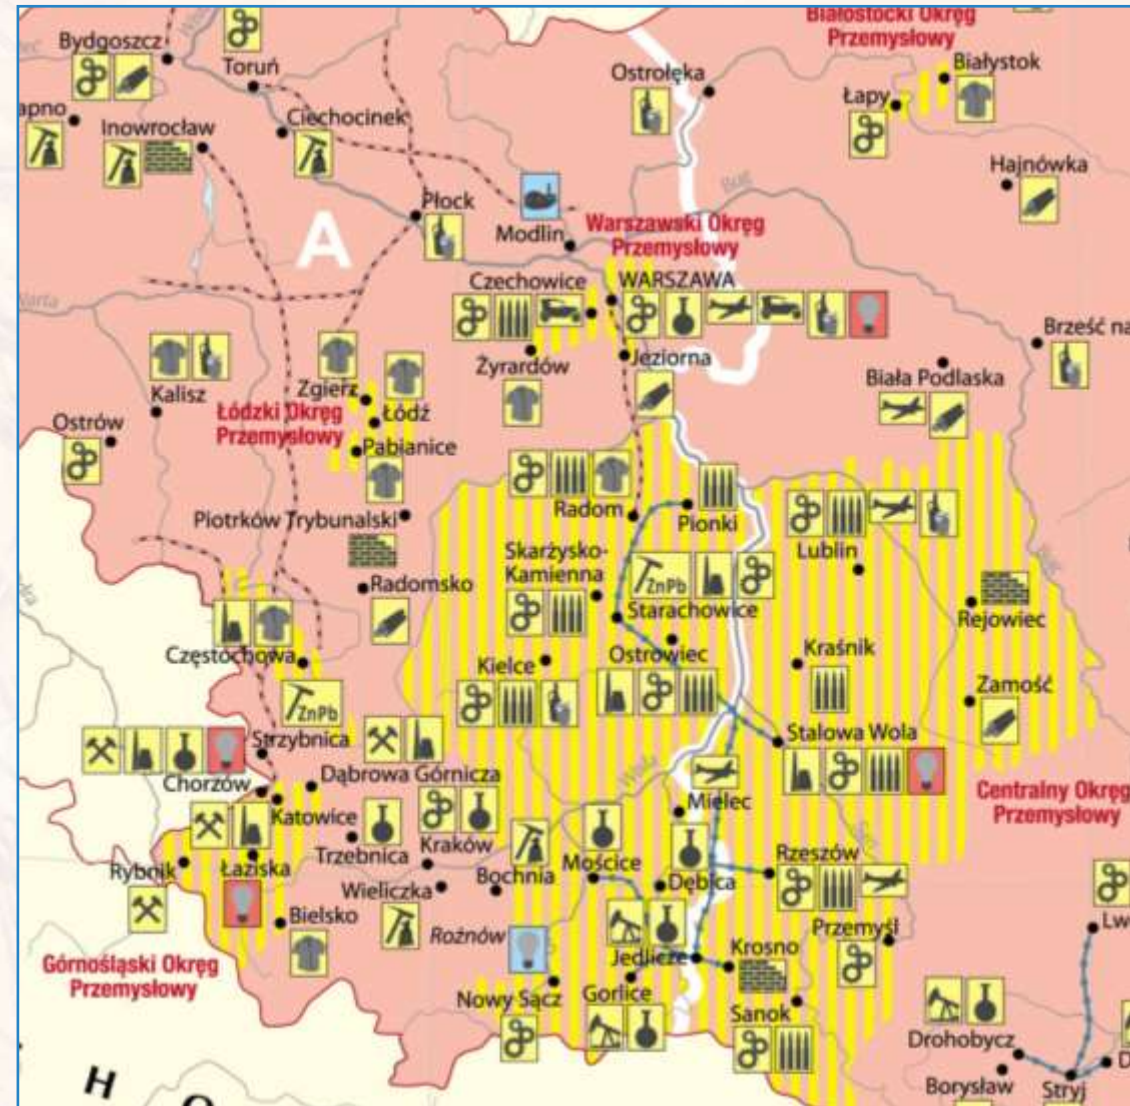 Białostocki Okręg
Przemysłowy
Bydgoszcz
Toruń
Ostrołęka
Białystok
Łapy
apno
Inowrocław
Ciechocinek
Hajnówka
Bug
Płock
A
Modlin
Warszawski Okręg
Przemysłowy
Czechowice
WARSZAWA
Warta
Brześć na
Kalisz
Zgierz
Żyrardów
Jeziorna
Biała Podlaska
Łódzki Okręg
Przemysłowy
Łódź
Ostrów
Pabianice
Piotrków Trybunalski
Radom
Pionki
Lublin
Skarżysko-
Kamienna
ZnPb
Radomsko
Starachowice
Rejowiec
Częstochowa
Kielce
Ostrowiec
Kraśnik
Zamość
ZnPb
Strzybnica
Stalowa Wola
Wisła
Chorzów
Dąbrowa Górnicza
Centralny Okręg
Przemysłowy
Mielec
Katowice
Trzebnica
Kraków
Rybnik
Łaziska
Wieliczka
Bochnia
Mościce
Dębica
Rzeszów
Bielsko
Rożnów
Przemyśl
Lw
Górnośląski Okręg
Przemysłowy
Jedlicze
Krosno
Nowy Sącz
Gorlice
Sanok
Drohobycz
D
Borysław
Stryj
H
O